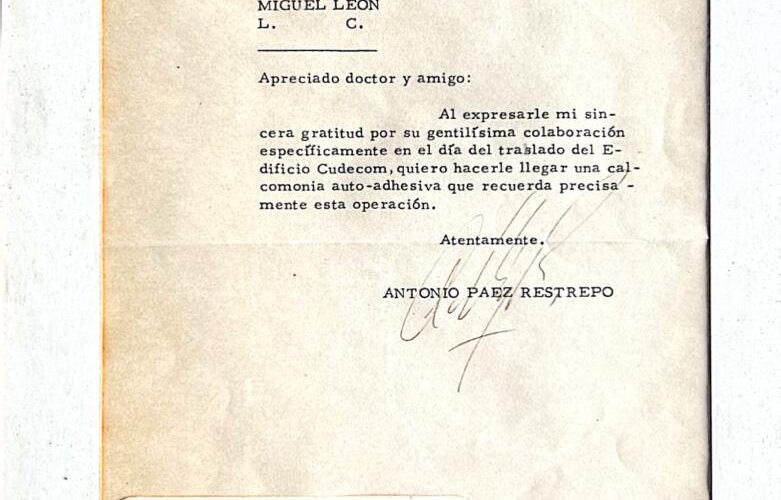 MIGUEL LEON
L. C.
Apreciado doctor y amigo:
Al expresarle mi sin-
cera gratitud por su gentilísima colaboración
específicamente en el día del traslado del E-
dificio Cudecom, quiero hacerle llegar una cal-
comonia auto-adhesiva que recuerda precisa -
mente esta operación.
Atentamente.
ANTONIO PAEZ RESTREPO